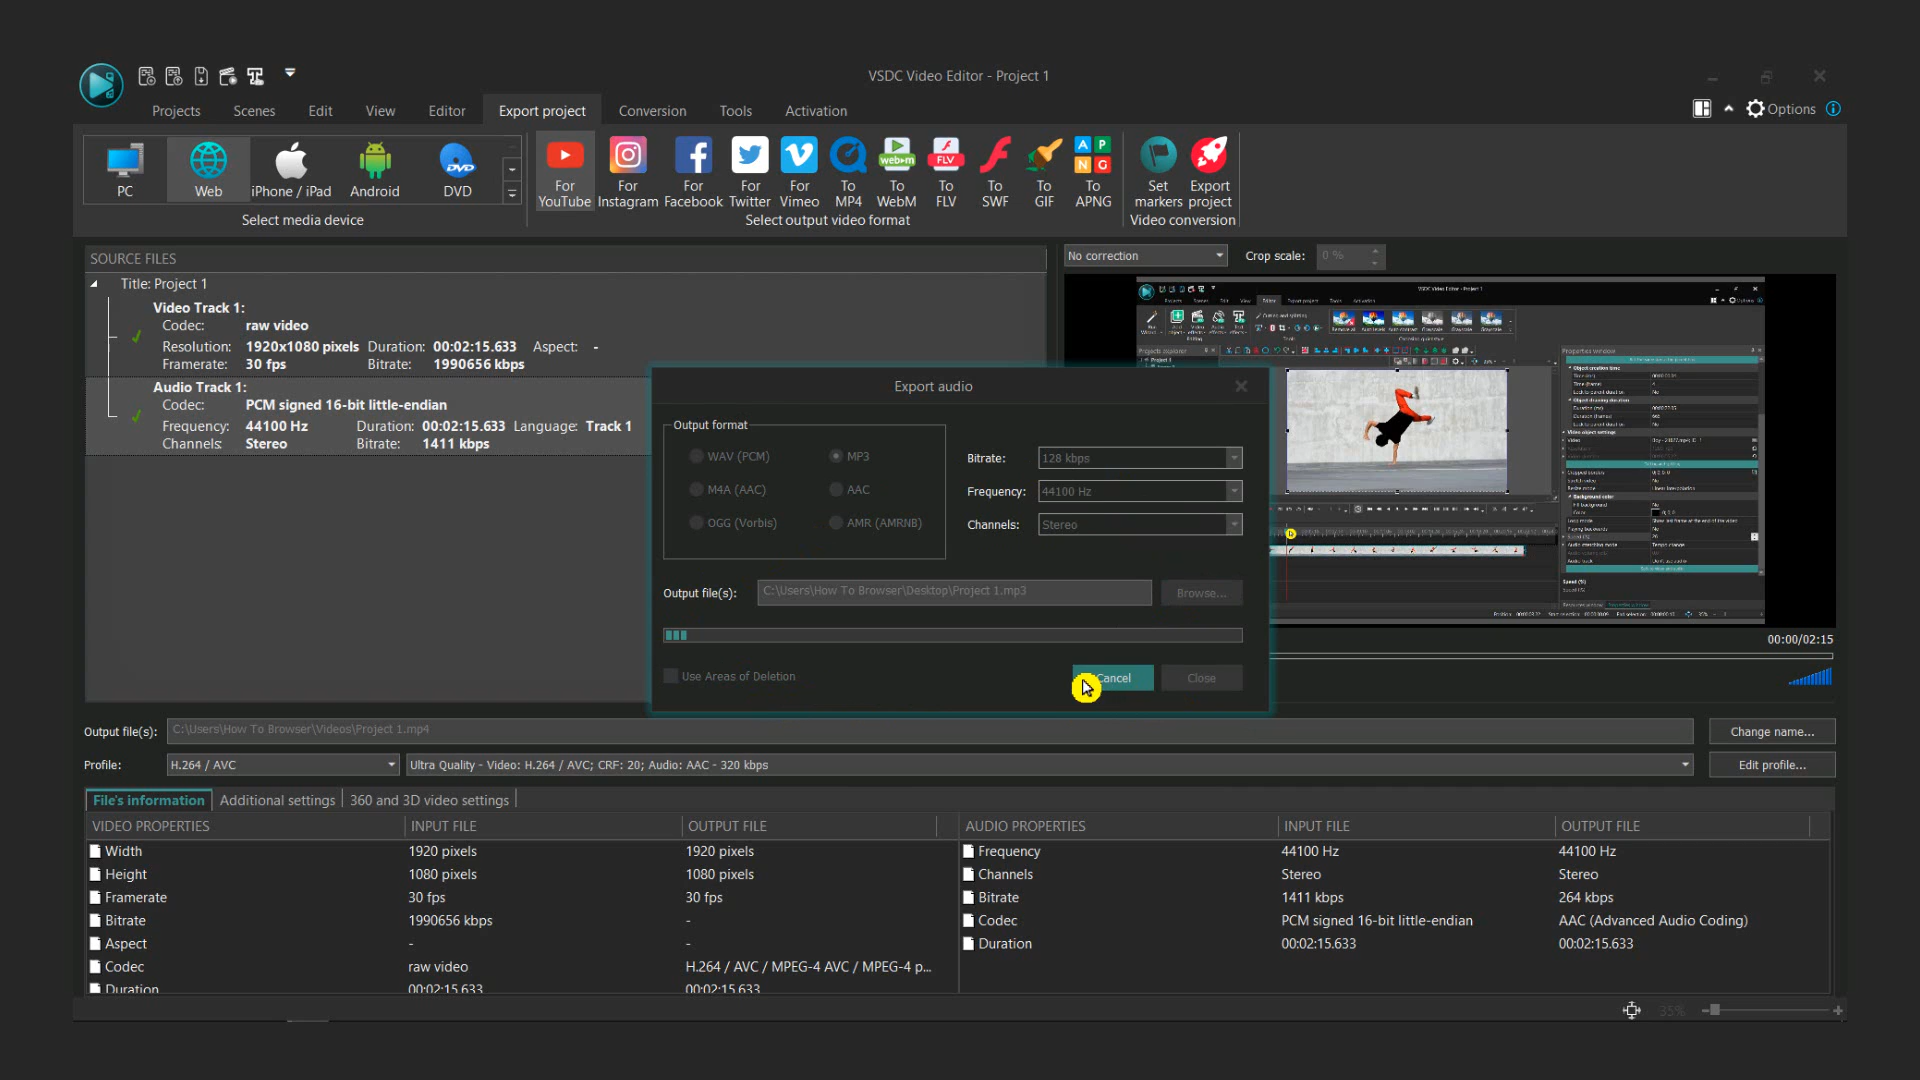 VSDC Video Editor - Project 1
Projects Scenes Edit View Editor Export project Conversion Tools Activation
Options
PC Web iPhone / iPad Android DVD
Select media device
For YouTube For Instagram For Facebook For Twitter For Vimeo To MP4 To WebM To FLV To SWF To GIF To APNG
Select output video format
Set markers Export project
Video conversion
SOURCE FILES
No correction Crop scale: 0 %
Title: Project 1
Video Track 1:
Codec: raw video
Resolution: 1920x1080 pixels Duration: 00:02:15.633 Aspect: -
Framerate: 30 fps Bitrate: 1990656 kbps
Audio Track 1:
Codec: PCM signed 16-bit little-endian
Frequency: 44100 Hz Duration: 00:02:15.633 Language: Track 1
Channels: Stereo Bitrate: 1411 kbps
Export audio
Output format
WAV (PCM) MP3
M4A (AAC) AAC
OGG (Vorbis) AMR (AMRNB)
Bitrate: 128 kbps
Frequency: 44100 Hz
Channels: Stereo
Output file(s): C:\Users\How To Browser\Desktop\Project 1.mp3 Browse...
Use Areas of Deletion Cancel Close
00:00/02:15
Output file(s): C:\Users\How To Browser\Videos\Project 1.mp4 Change name...
Profile: H.264 / AVC Ultra Quality - Video: H.264 / AVC; CRF: 20; Audio: AAC - 320 kbps Edit profile...
File's information Additional settings 360 and 3D video settings
VIDEO PROPERTIES INPUT FILE OUTPUT FILE AUDIO PROPERTIES INPUT FILE OUTPUT FILE
Width 1920 pixels 1920 pixels Frequency 44100 Hz 44100 Hz
Height 1080 pixels 1080 pixels Channels Stereo Stereo
Framerate 30 fps 30 fps Bitrate 1411 kbps 264 kbps
Bitrate 1990656 kbps - Codec PCM signed 16-bit little-endian AAC (Advanced Audio Coding)
Aspect - - Duration 00:02:15.633 00:02:15.633
Codec raw video H.264 / AVC / MPEG-4 AVC / MPEG-4 p...
Duration 00:02:15.633 00:02:15.633
35%